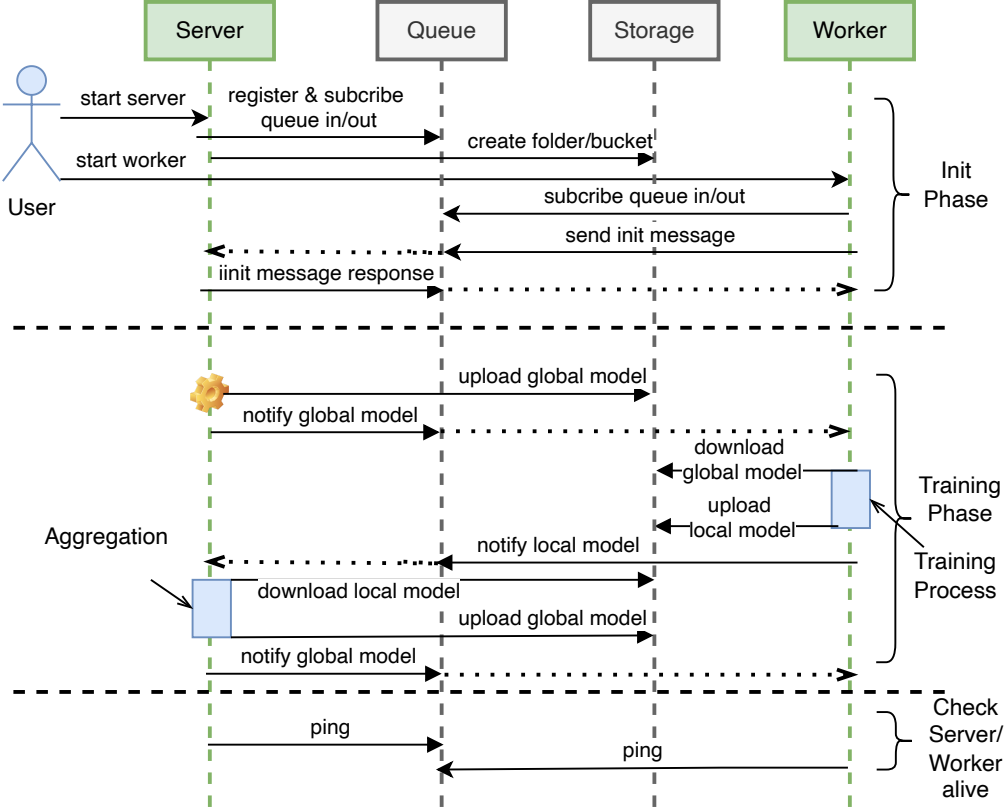 Server
Queue
Storage
Worker
start server
register & subcribe
queue in/out
create folder/bucket
start worker
User
subcribe queue in/out
Init
Phase
send init message
iinit message response
upload global model
notify global model
download
global model
upload
local model
Training
Phase
Aggregation
notify local model
Training
Process
download local model
upload global model
notify global model
ping
ping
Check
Server/
Worker
alive